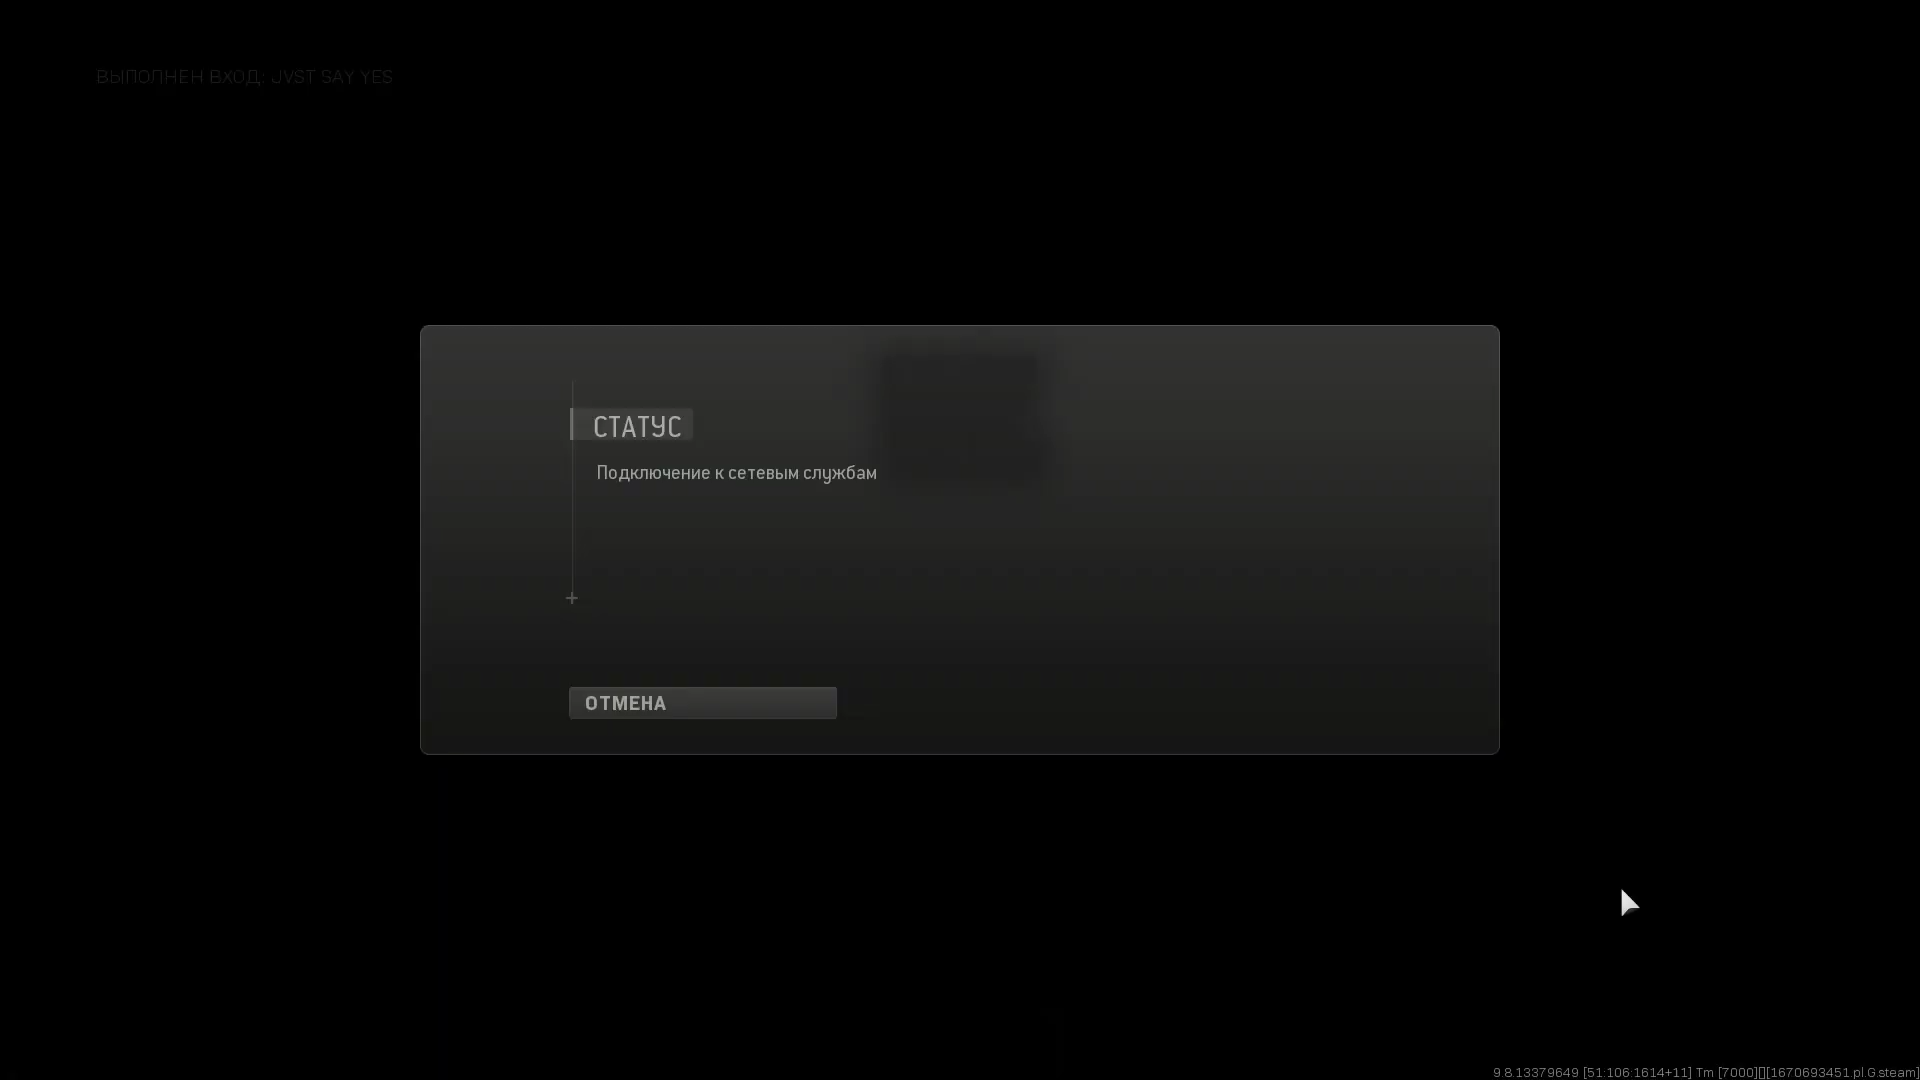 ВЫПОЛНЕН ВХОД: JVST SAY YES
СТАТУС
Подключение к сетевым службам
ОТМЕНА
9.8.13379649 [51:106:1614+11] Tm [7000][][1670693451.pl.G.steam]